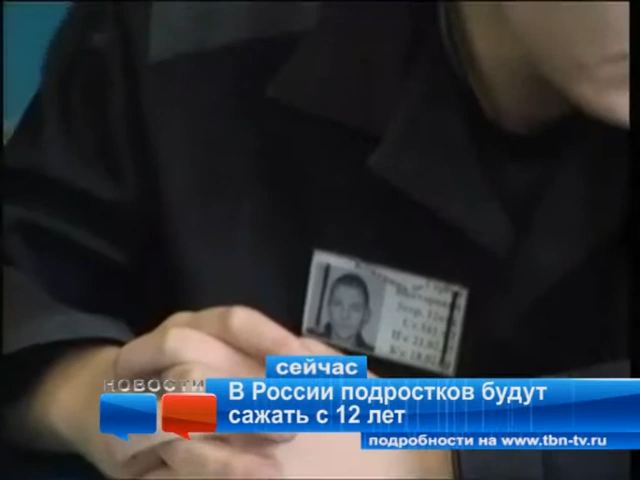 сейчас
НОВОСТИ
В России подростков будут
сажать с 12 лет
подробности на www.tbn-tv.ru